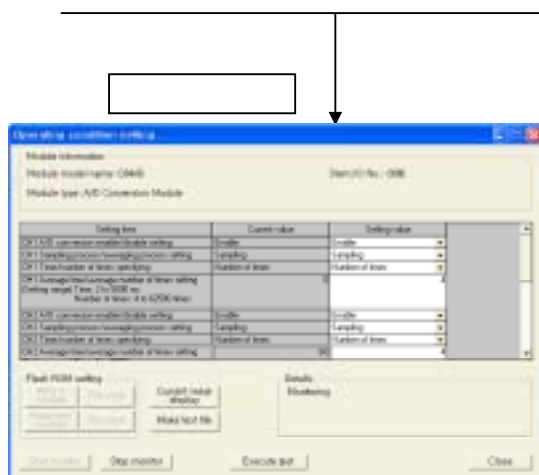 Operating condition setting
Module information
Module model name: Q64AD
Start I/O No.:
Module type: A/D Conversion Module
Setting item Current value Setting value
CH1 A/D conversion enable/disable setting Enable Enable
CH1 Sampling process/averaging process setting Sampling Sampling
CH1 Time/number of times specifying Number of times Number of times
CH1 Average time/average number of times setting 0 4
(Setting range) Time: 2 to 5000 ms
Number of times: 4 to 62500 times
CH2 A/D conversion enable/disable setting Enable Enable
CH2 Sampling process/averaging process setting Sampling Sampling
CH2 Time/number of times specifying Number of times Number of times
CH2 Average time/average number of times setting 4
Flash ROM setting
Details
Current value display
Monitoring
Make text file
Start monitor
Stop monitor
Execute test
Close